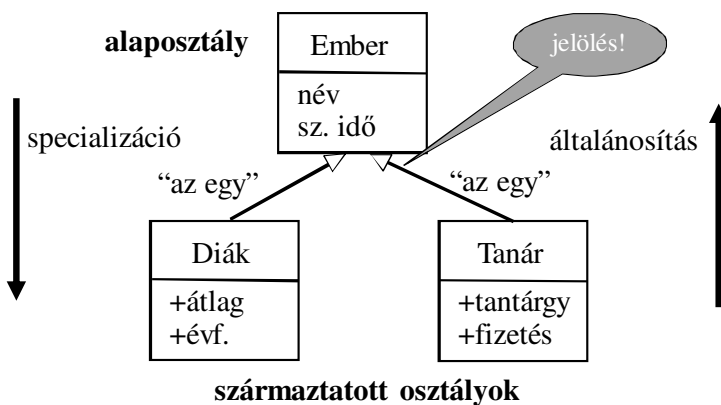 alaposztály
Ember
jelölés!
név
sz. idő
specializáció
általánosítás
“az egy”
“az egy”
Diák
Tanár
+átlag
+évf.
+tantárgy
+fizetés
származtatott osztályok